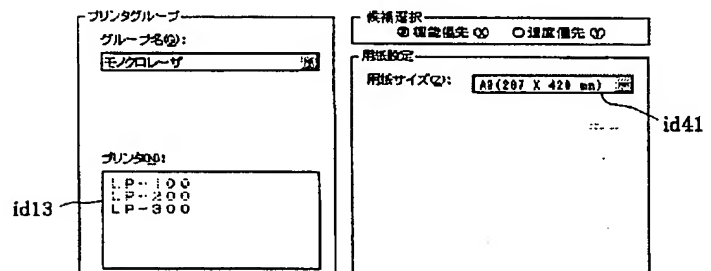 プリンタグループ
グループ名(G):
モノクロレーザ
プリンタ(N):
LP-100
LP-200
LP-300
id13
候補選択
機能優先(X) 速度優先(Y)
用紙設定
用紙サイズ(Z):
A3(297 X 420 mm)
id41